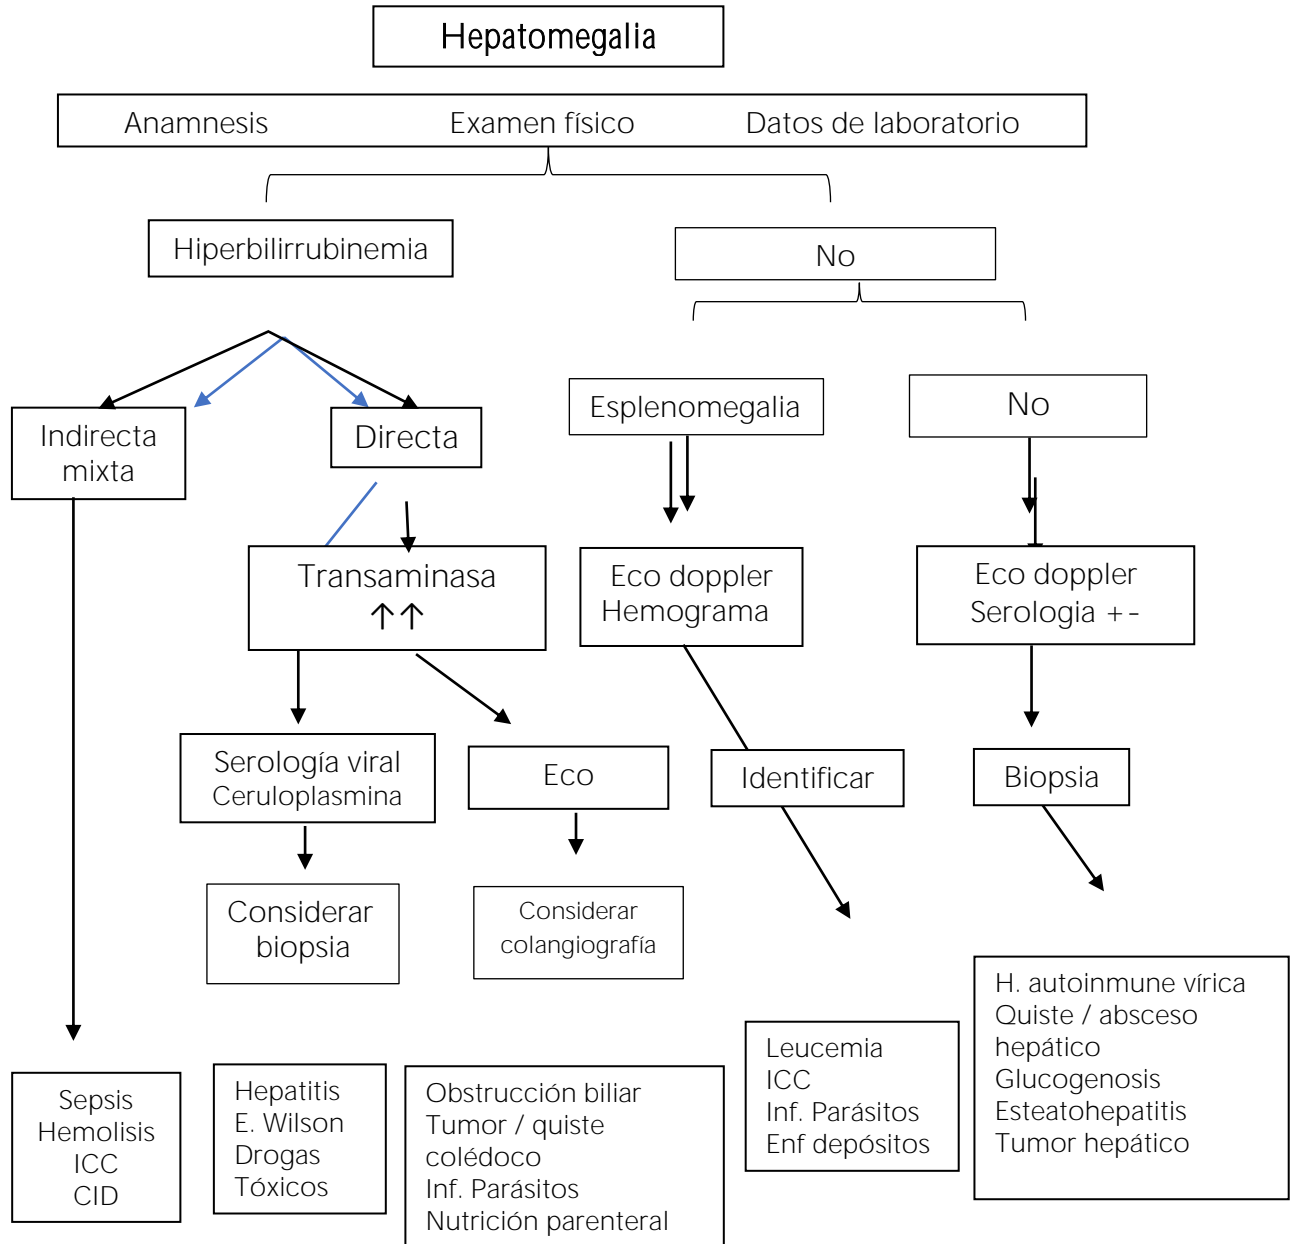 Hepatomegalia
Anamnesis Examen físico Datos de laboratorio
Hiperbilirrubinemia
No
Indirecta
mixta
Directa
Esplenomegalia
No
Transaminasa
↑↑
Eco doppler
Hemograma
Eco doppler
Serologia +-
Serología viral
Ceruloplasmina
Eco
Identificar
Biopsia
Considerar
biopsia
Considerar
colangiografía
Sepsis
Hemolisis
ICC
CID
Hepatitis
E. Wilson
Drogas
Tóxicos
Obstrucción biliar
Tumor / quiste
colédoco
Inf. Parásitos
Nutrición parenteral
Leucemia
ICC
Inf. Parásitos
Enf depósitos
H. autoinmune vírica
Quiste / absceso
hepático
Glucogenosis
Esteatohepatitis
Tumor hepático